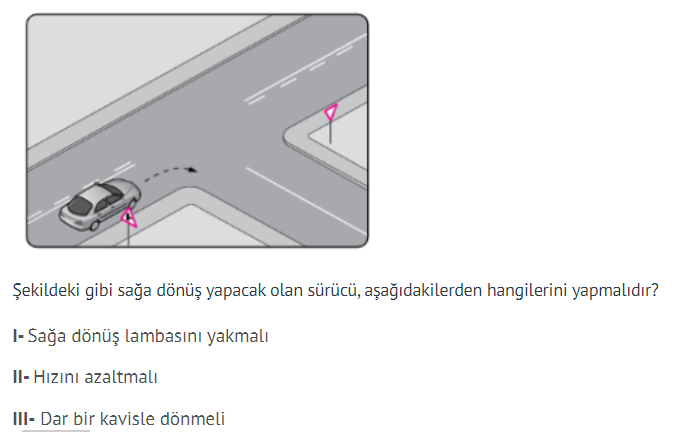 Şekildeki gibi sağa dönüş yapacak olan sürücü, aşağıdakilerden hangilerini yapmalıdır?
I- Sağa dönüş lambasını yakmalı
II- Hızını azaltmalı
III- Dar bir kavisle dönmeli